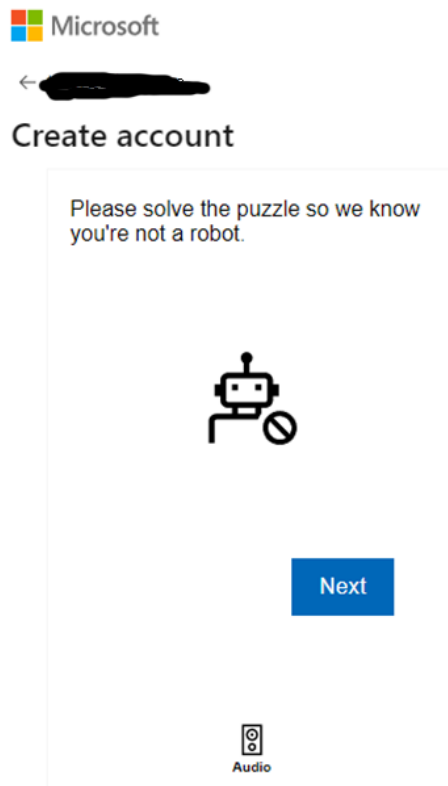 Microsoft
Create account
Please solve the puzzle so we know
you're not a robot.
Next
Audio